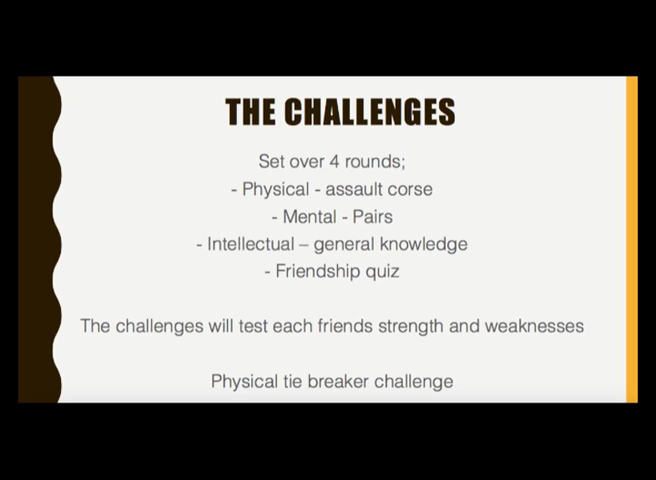 THE CHALLENGES
Set over 4 rounds;
- Physical - assault corse
- Mental - Pairs
- Intellectual – general knowledge
- Friendship quiz
The challenges will test each friends strength and weaknesses
Physical tie breaker challenge